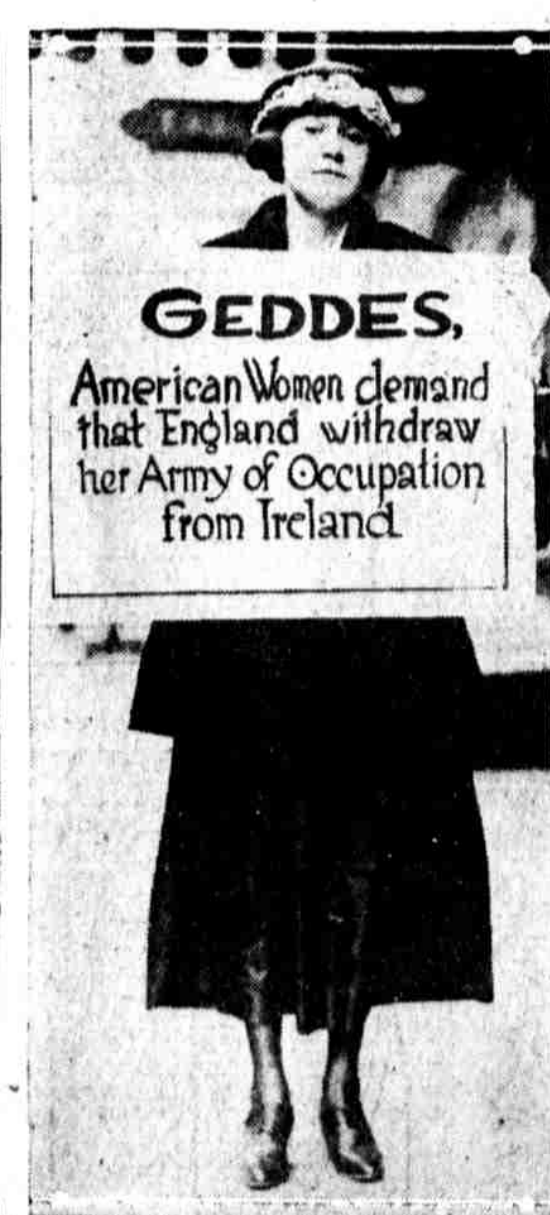 GEDDES,
American Women demand
that England withdraw
her Army of Occupation
from Ireland